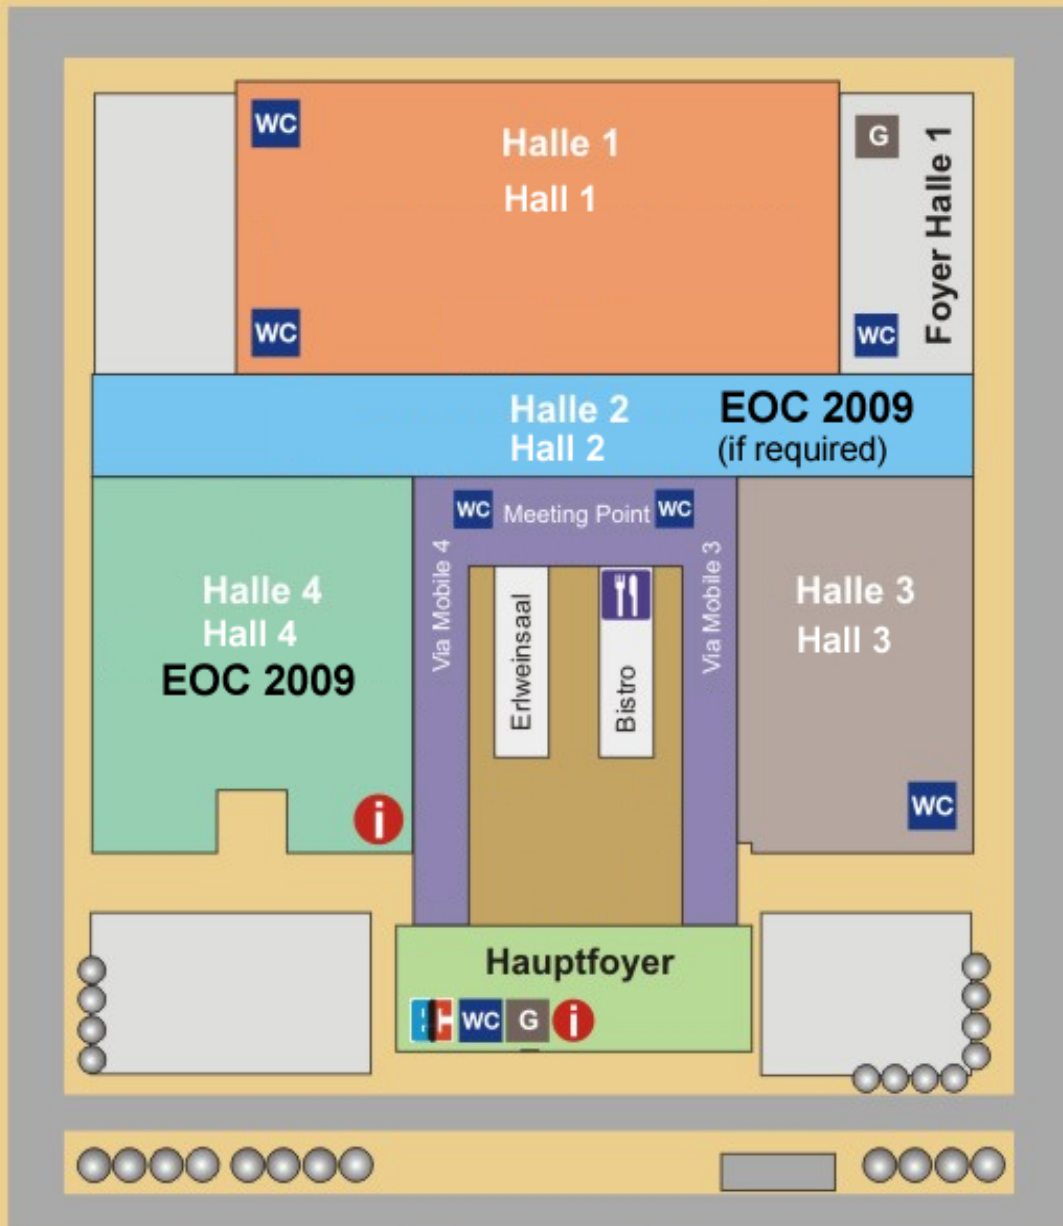 WC
Halle 1
Hall 1
G
Foyer Halle 1
WC
WC
Halle 2
Hall 2
EOC 2009
(if required)
WC
Meeting Point
WC
Via Mobile 4
Via Mobile 3
Halle 4
Hall 4
EOC 2009
Erlweinsaal
Bistro
Halle 3
Hall 3
WC
i
Hauptfoyer
WC
G
i